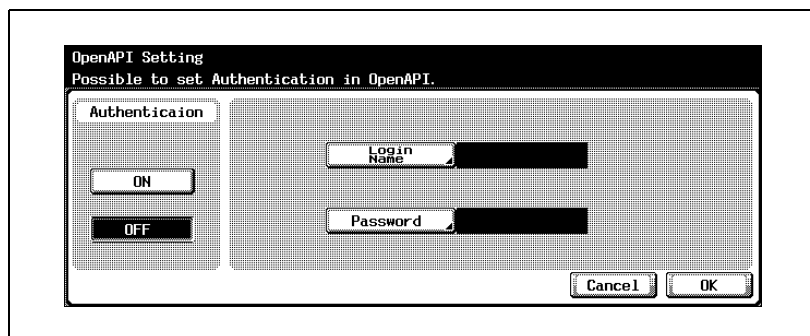 OpenAPI Setting
Possible to set Authentication in OpenAPI.
Authenticaion
Login
Name
ON
Password
OFF
Cancel
OK